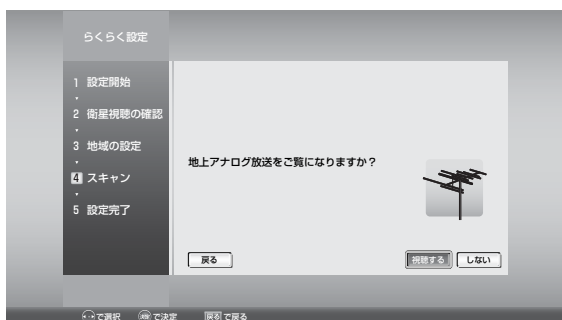 らくらく設定
1 設定開始
2 衛星視聴の確認
3 地域の設定
4 スキャン
5 設定完了
地上アナログ放送をご覧になりますか？
戻る
視聴する
しない
で選択 決定 で決定 戻る で戻る